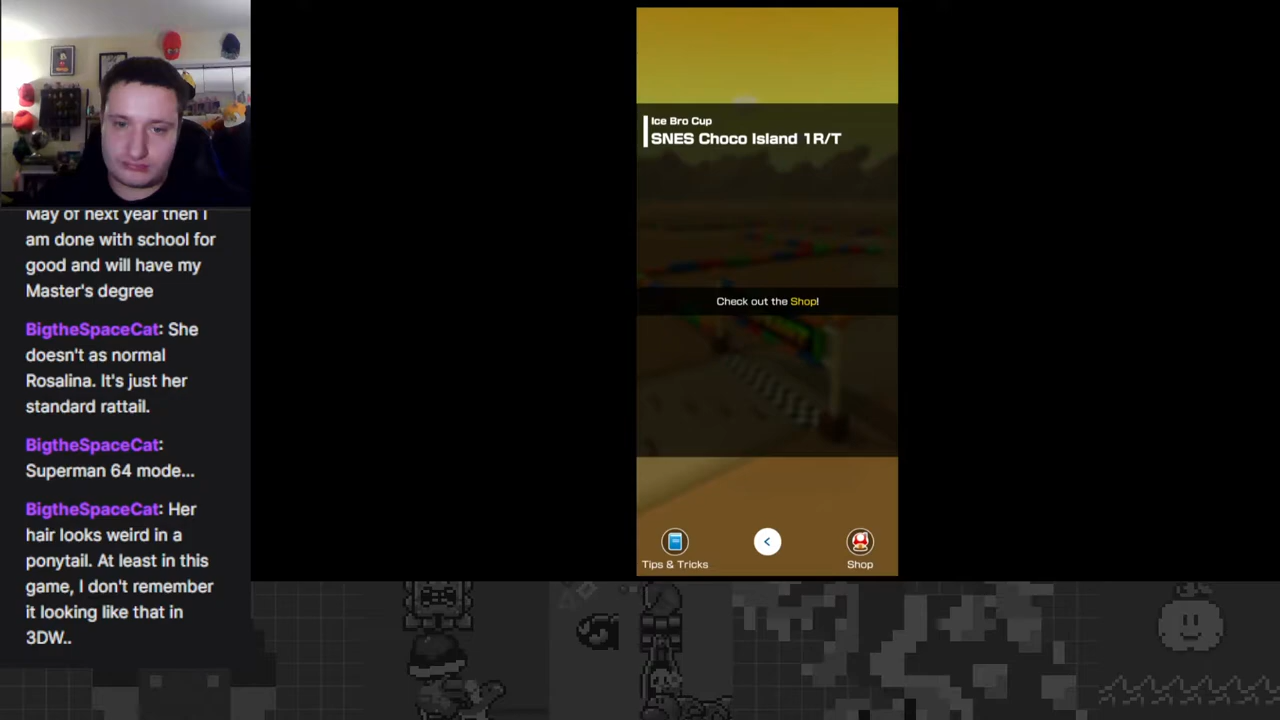 May of next year then I
am done with school for
good and will have my
Master's degree
BigtheSpaceCat: She
doesn't as normal
Rosalina. It's just her
standard rattail.
BigtheSpaceCat:
Superman 64 mode...
BigtheSpaceCat: Her
hair looks weird in a
ponytail. At least in this
game, I don't remember
it looking like that in
3DW..
Ice Bro Cup
SNES Choco Island 1R/T
Check out the Shop!
Tips & Tricks
Shop